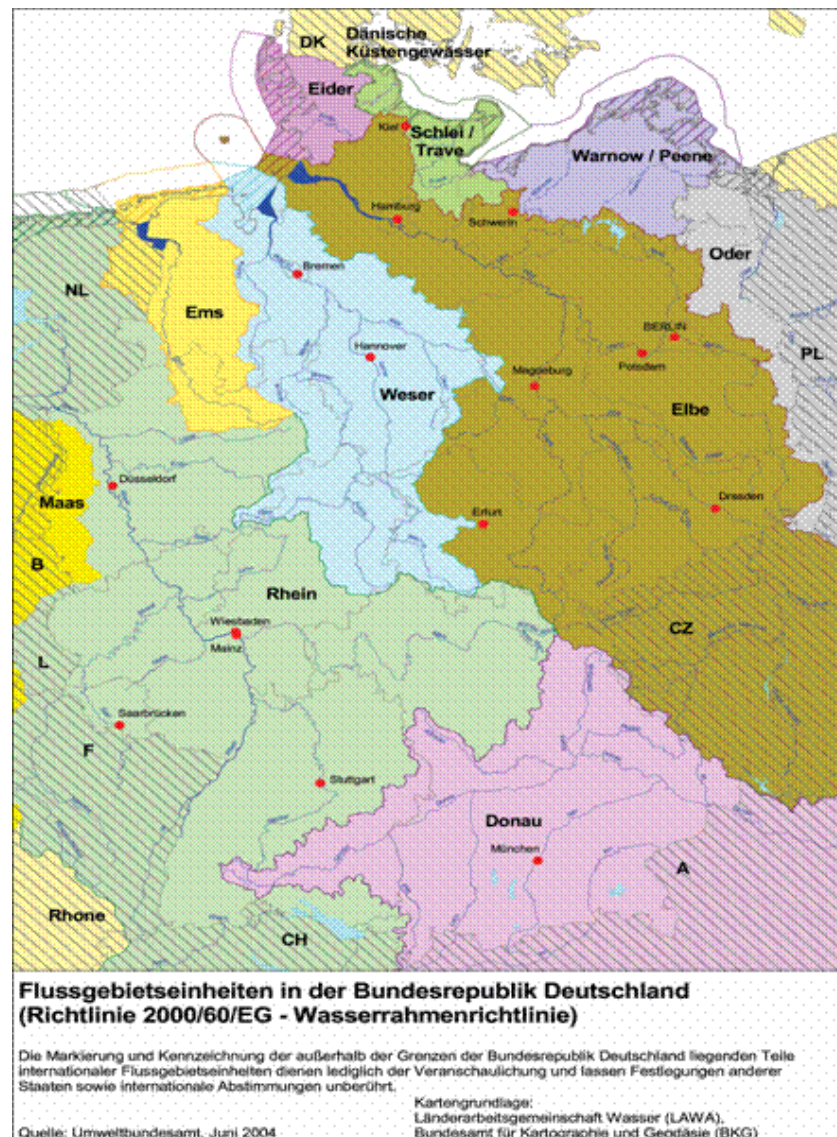 DK
Dänische
Küstengewässer
Eider
Kiel
Schlei /
Trave
Warnow / Peene
Hamburg
Schwerin
Oder
NL
Bremen
Ems
BERLIN
Hannover
Potsdam
PL
Magdeburg
Weser
Elbe
Düsseldorf
Maas
Dresden
Erfurt
B
Rhein
Wiesbaden
Mainz
CZ
L
Saarbrücken
F
Stuttgart
Donau
München
A
Rhone
CH
Flussgebietseinheiten in der Bundesrepublik Deutschland
(Richtlinie 2000/60/EG - Wasserrahmenrichtlinie)
Die Markierung und Kennzeichnung der außerhalb der Grenzen der Bundesrepublik Deutschland liegenden Teile
internationaler Flussgebietseinheiten dienen lediglich der Veranschaulichung und lassen Festlegungen anderer
Staaten sowie internationale Abstimmungen unberührt.
Kartengrundlage:
Länderarbeitsgemeinschaft Wasser (LAWA),
Quelle: Umweltbundesamt, Juni 2004
Bundesamt für Kartographie und Geodäsie (BKG)